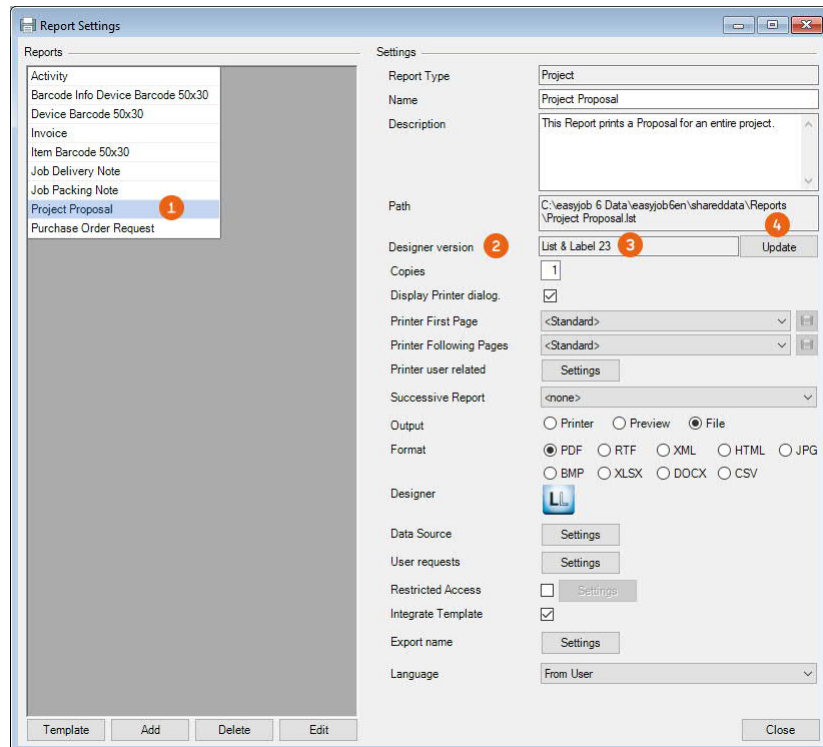 Report Settings
Reports
Activity
Barcode Info Device Barcode 50x30
Device Barcode 50x30
Invoice
Item Barcode 50x30
Job Delivery Note
Job Packing Note
Project Proposal 1
Purchase Order Request
Template Add Delete Edit
Settings
Report Type Project
Name Project Proposal
Description This Report prints a Proposal for an entire project.
Path C:\easyjob 6 Data\easyjob6en\shareddata\Reports
\Project Proposal.lst
4
Designer version 2 List & Label 23 3 Update
Copies 1
Display Printer dialog.
Printer First Page <Standard>
Printer Following Pages <Standard>
Printer user related Settings
Successive Report <none>
Output Printer Preview File
Format PDF RTF XML HTML JPG
BMP XLSX DOCX CSV
Designer LL
Data Source Settings
User requests Settings
Restricted Access Settings
Integrate Template
Export name Settings
Language From User
Close